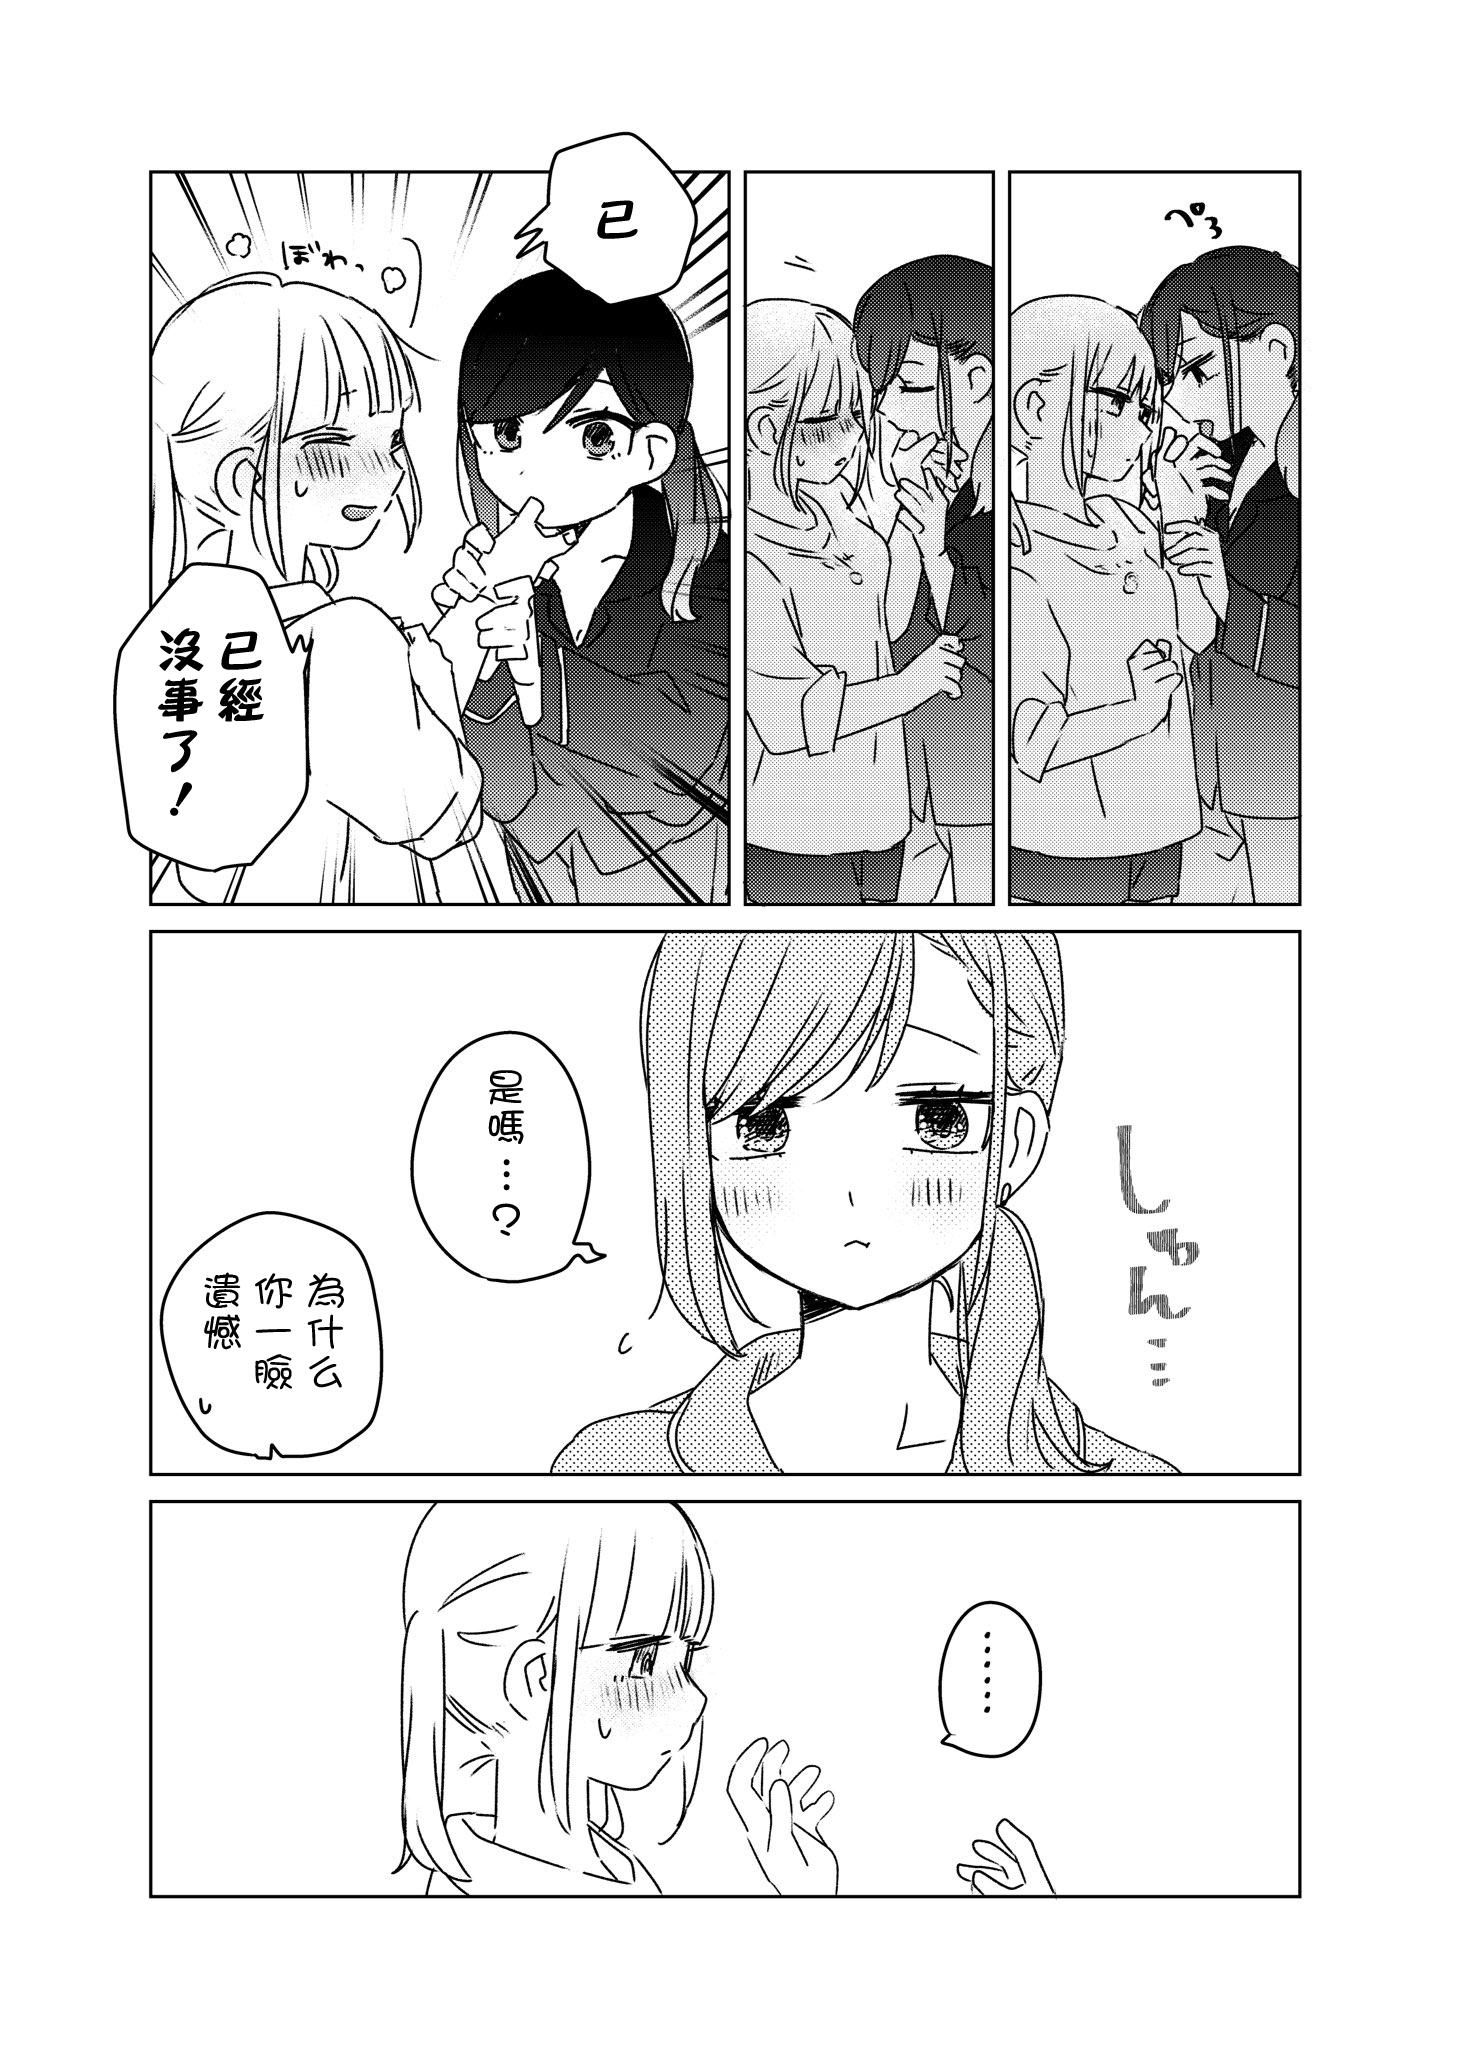 ぺろ
已
ぼわっ
已經
沒事了！
しゅん…
是嗎…？
為什么
你一臉
遺憾
……